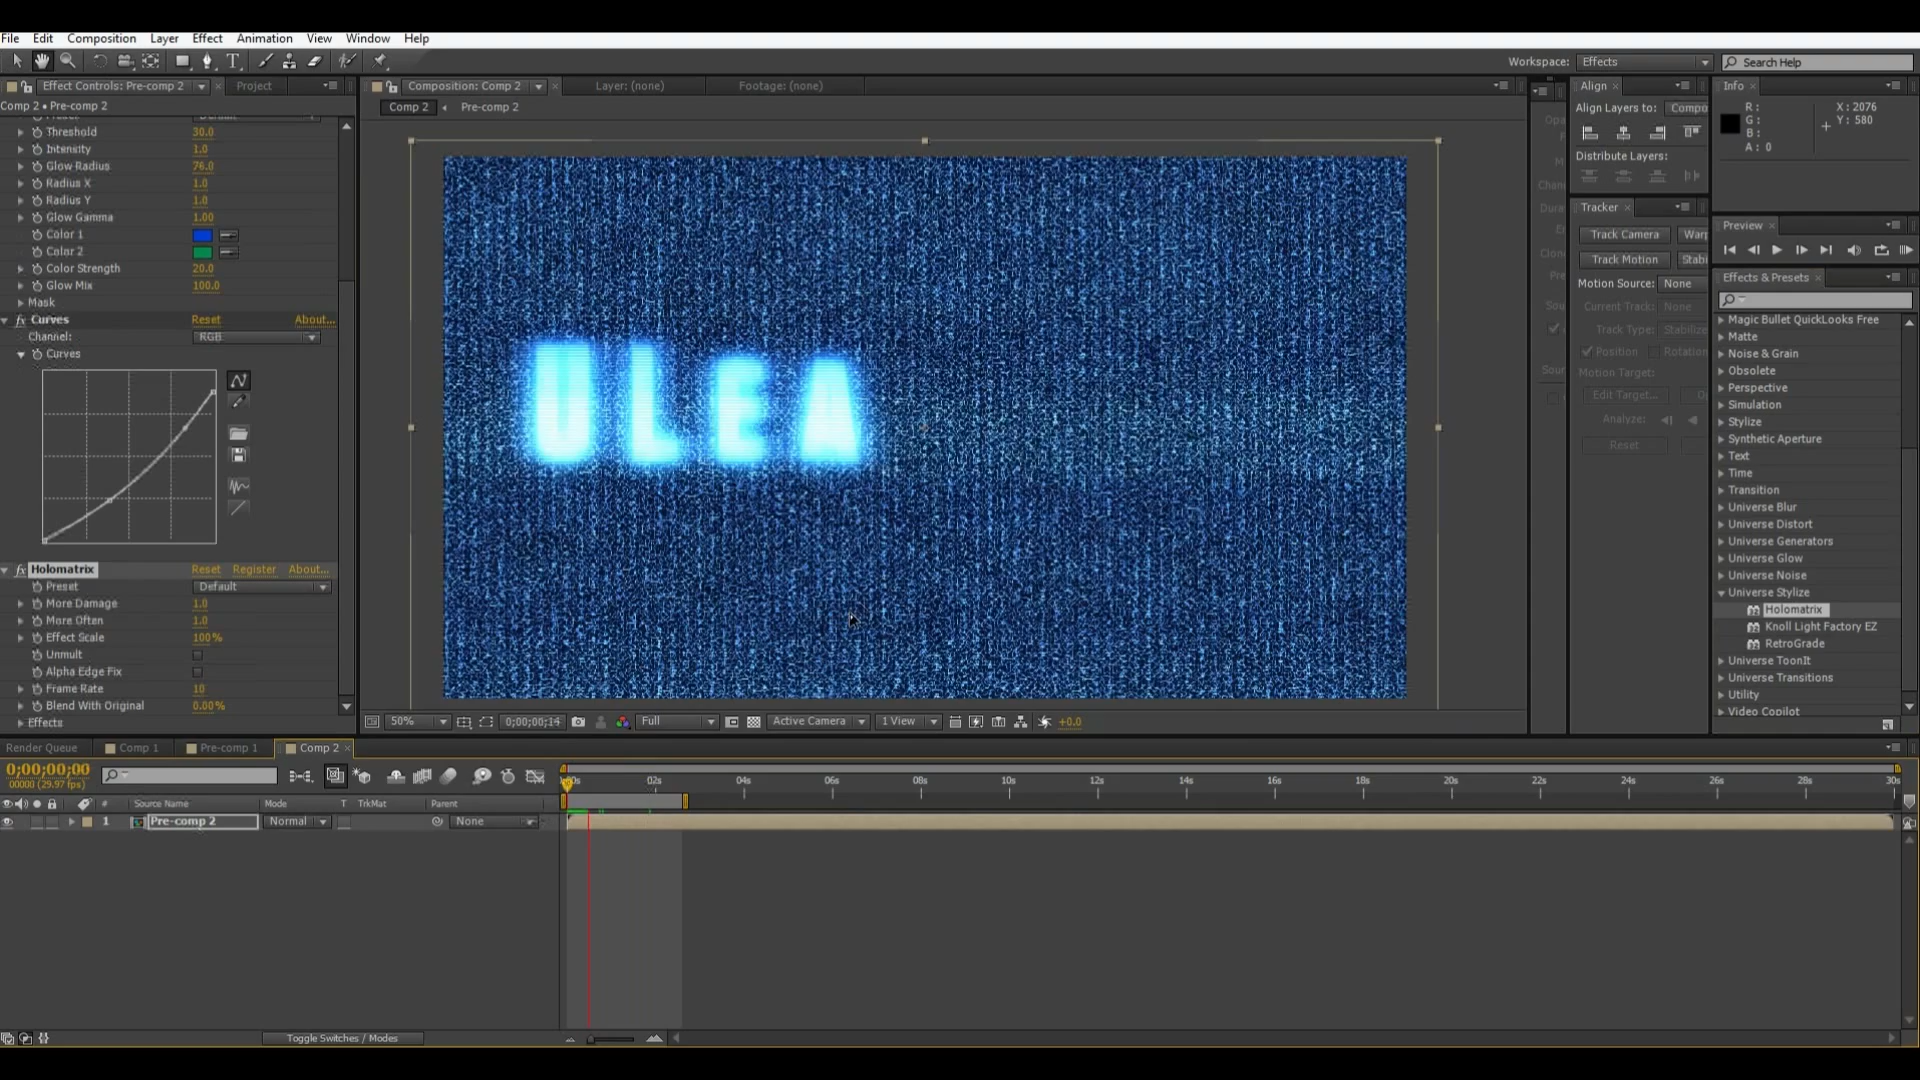 File Edit Composition Layer Effect Animation View Window Help
Workspace: Effects Search Help
Effect Controls: Pre-comp 2 Project
Composition: Comp 2 Layer: (none) Footage: (none)
Align Info
Comp 2 • Pre-comp 2
Comp 2 Pre-comp 2
Align Layers to: Compo
R: X: 2076
G: Y: 580
B:
A: 0
Distribute Layers:
Threshold 30.0
Intensity 1.0
Glow Radius 76.0
Radius X 1.0
Radius Y 1.0
Glow Gamma 1.00
Color 1
Color 2
Color Strength 20.0
Glow Mix 100.0
Mask
Curves Reset About...
Channel: RGB
Curves
Holomatrix Reset Register About...
Preset Default
More Damage 1.0
More Often 1.0
Effect Scale 100%
Unmult
Alpha Edge Fix
Frame Rate 10
Blend With Original 0.00%
Effects
ULEA
Tracker
Track Camera Warp
Track Motion Stabi
Motion Source: None
Current Track: None
Track Type: Stabilize
Position Rotation
Motion Target:
Edit Target...
Analyze:
Reset
Preview
Effects & Presets
Magic Bullet QuickLooks Free
Matte
Noise & Grain
Obsolete
Perspective
Simulation
Stylize
Synthetic Aperture
Text
Time
Transition
Universe Blur
Universe Distort
Universe Generators
Universe Glow
Universe Noise
Universe Stylize
Holomatrix
Knoll Light Factory EZ
RetroGrade
Universe ToonIt
Universe Transitions
Utility
Video Copilot
50% 0;00;00;14 Full Active Camera 1 View +0.0
Render Queue Comp 1 Pre-comp 1 Comp 2
0;00;00;00
00000 (29.97 fps)
02s 04s 06s 08s 10s 12s 14s 16s 18s 20s 22s 24s 26s 28s 30s
# Source Name Mode T TrkMat Parent
1 Pre-comp 2 Normal None
Toggle Switches / Modes